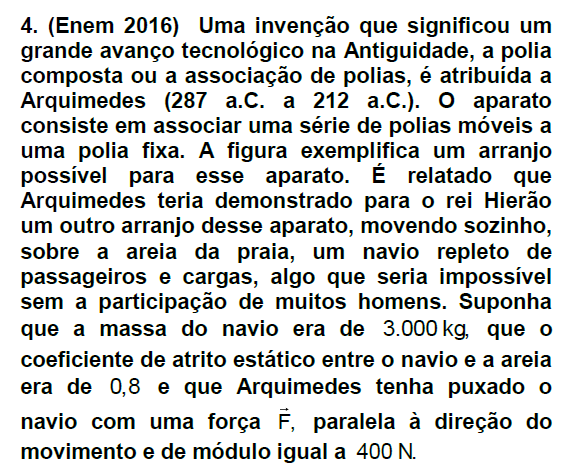 4. (Enem 2016) Uma invenção que significou um
grande avanço tecnológico na Antiguidade, a polia
composta ou a associação de polias, é atribuída a
Arquimedes (287 a.C. a 212 a.C.). O aparato
consiste em associar uma série de polias móveis a
uma polia fixa. A figura exemplifica um arranjo
possível para esse aparato. É relatado que
Arquimedes teria demonstrado para o rei Hierão
um outro arranjo desse aparato, movendo sozinho,
sobre a areia da praia, um navio repleto de
passageiros e cargas, algo que seria impossível
sem a participação de muitos homens. Suponha
que a massa do navio era de 3.000 kg, que o
coeficiente de atrito estático entre o navio e a areia
era de 0,8 e que Arquimedes tenha puxado o
navio com uma força F⃗, paralela à direção do
movimento e de módulo igual a 400 N.